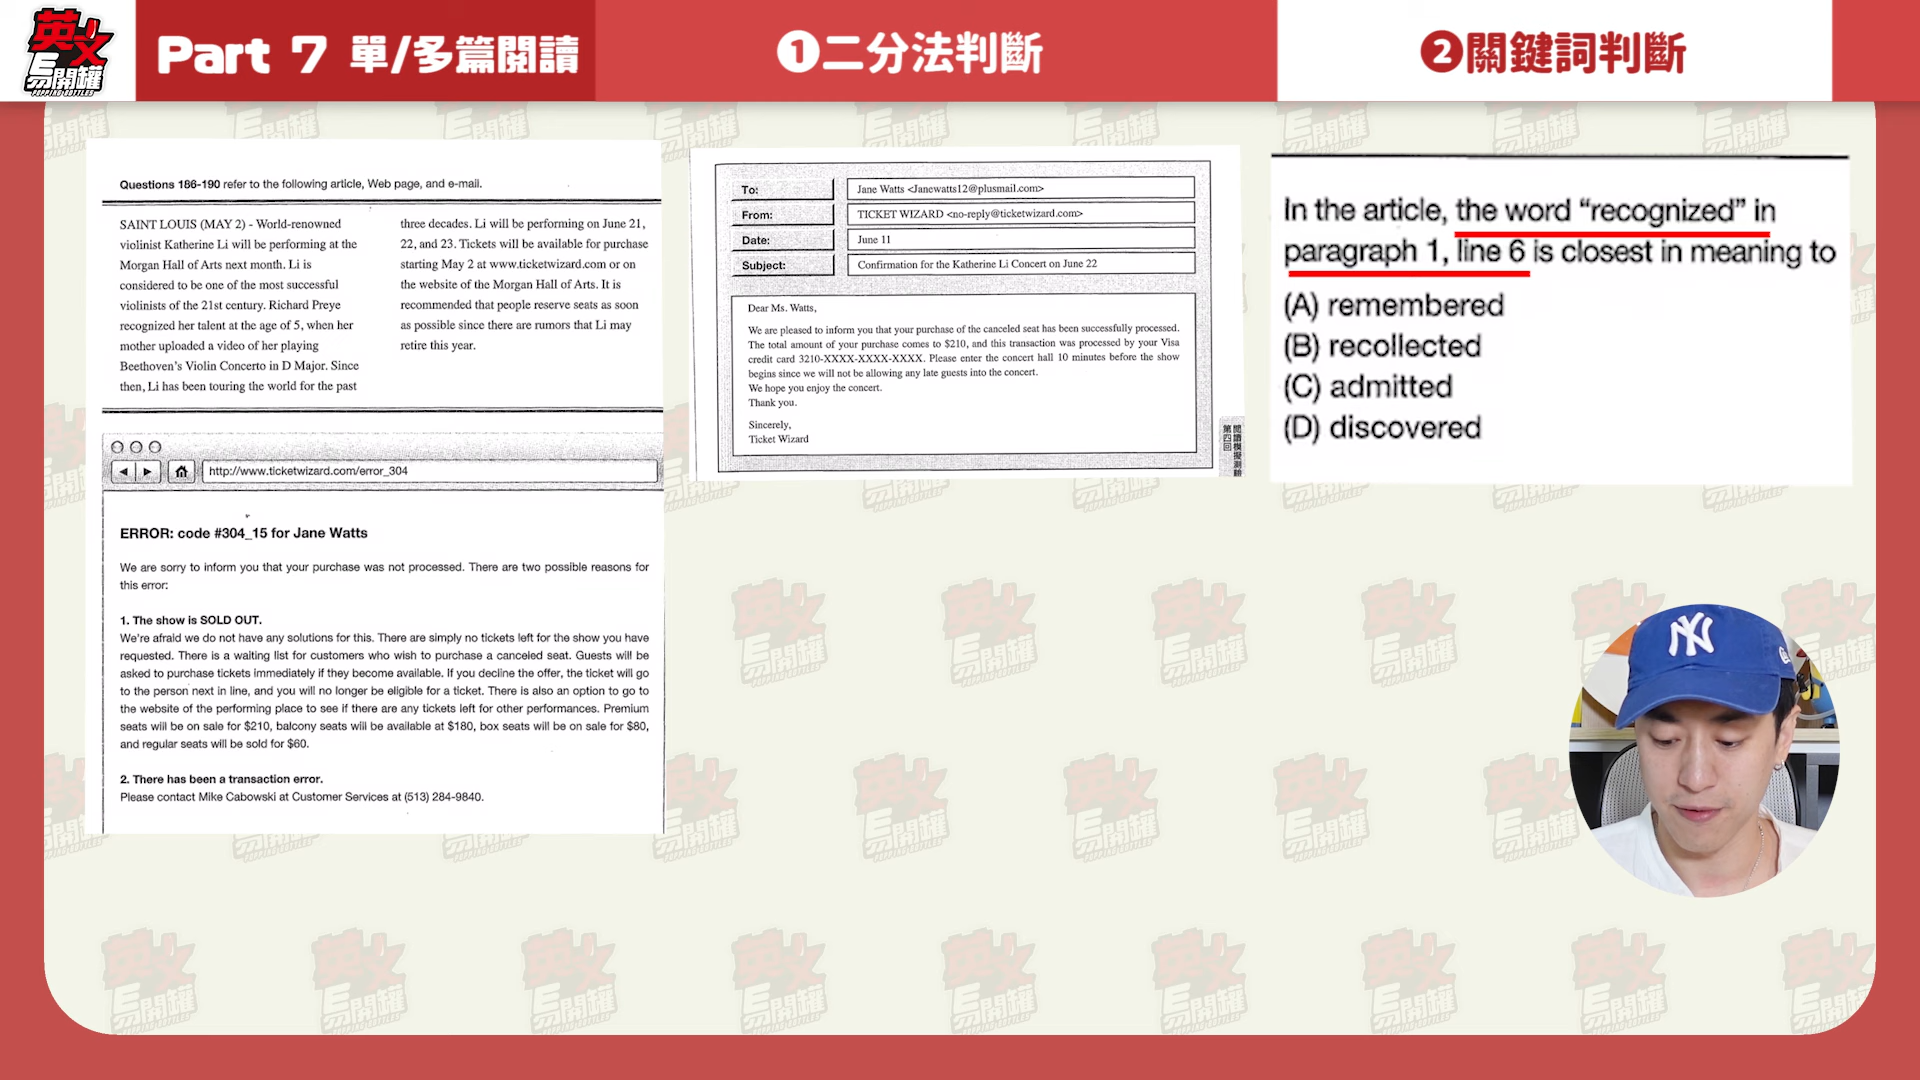 英文
E易開罐
POPPING BOTTLES
Part 7 單/多篇閱讀
❶二分法判斷
❷關鍵詞判斷
Questions 186-190 refer to the following article, Web page, and e-mail.
SAINT LOUIS (MAY 2) - World-renowned
violinist Katherine Li will be performing at the
Morgan Hall of Arts next month. Li is
considered to be one of the most successful
violinists of the 21st century. Richard Preye
recognized her talent at the age of 5, when her
mother uploaded a video of her playing
Beethoven's Violin Concerto in D Major. Since
then, Li has been touring the world for the past
three decades. Li will be performing on June 21,
22, and 23. Tickets will be available for purchase
starting May 2 at www.ticketwizard.com or on
the website of the Morgan Hall of Arts. It is
recommended that people reserve seats as soon
as possible since there are rumors that Li may
retire this year.
http://www.ticketwizard.com/error_304
ERROR: code #304_15 for Jane Watts
We are sorry to inform you that your purchase was not processed. There are two possible reasons for
this error:
1. The show is SOLD OUT.
We're afraid we do not have any solutions for this. There are simply no tickets left for the show you have
requested. There is a waiting list for customers who wish to purchase a canceled seat. Guests will be
asked to purchase tickets immediately if they become available. If you decline the offer, the ticket will go
to the person next in line, and you will no longer be eligible for a ticket. There is also an option to go to
the website of the performing place to see if there are any tickets left for other performances. Premium
seats will be on sale for $210, balcony seats will be available at $180, box seats will be on sale for $80,
and regular seats will be sold for $60.
2. There has been a transaction error.
Please contact Mike Cabowski at Customer Services at (513) 284-9840.
To: Jane Watts <Janewatts12@plusmail.com>
From: TICKET WIZARD <no-reply@ticketwizard.com>
Date: June 11
Subject: Confirmation for the Katherine Li Concert on June 22
Dear Ms. Watts,
We are pleased to inform you that your purchase of the canceled seat has been successfully processed.
The total amount of your purchase comes to $210, and this transaction was processed by your Visa
credit card 3210-XXXX-XXXX-XXXX. Please enter the concert hall 10 minutes before the show
begins since we will not be allowing any late guests into the concert.
We hope you enjoy the concert.
Thank you.
Sincerely,
Ticket Wizard
閱讀模擬測驗
第四回
In the article, the word “recognized” in
paragraph 1, line 6 is closest in meaning to
(A) remembered
(B) recollected
(C) admitted
(D) discovered
NY